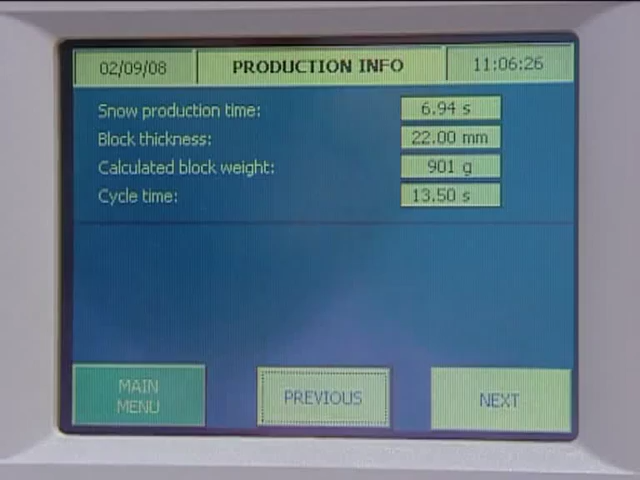 02/09/08 PRODUCTION INFO 11:06:26
Snow production time: 6.94 s
Block thickness: 22.00 mm
Calculated block weight: 901 g
Cycle time: 13.50 s
MAIN MENU PREVIOUS NEXT